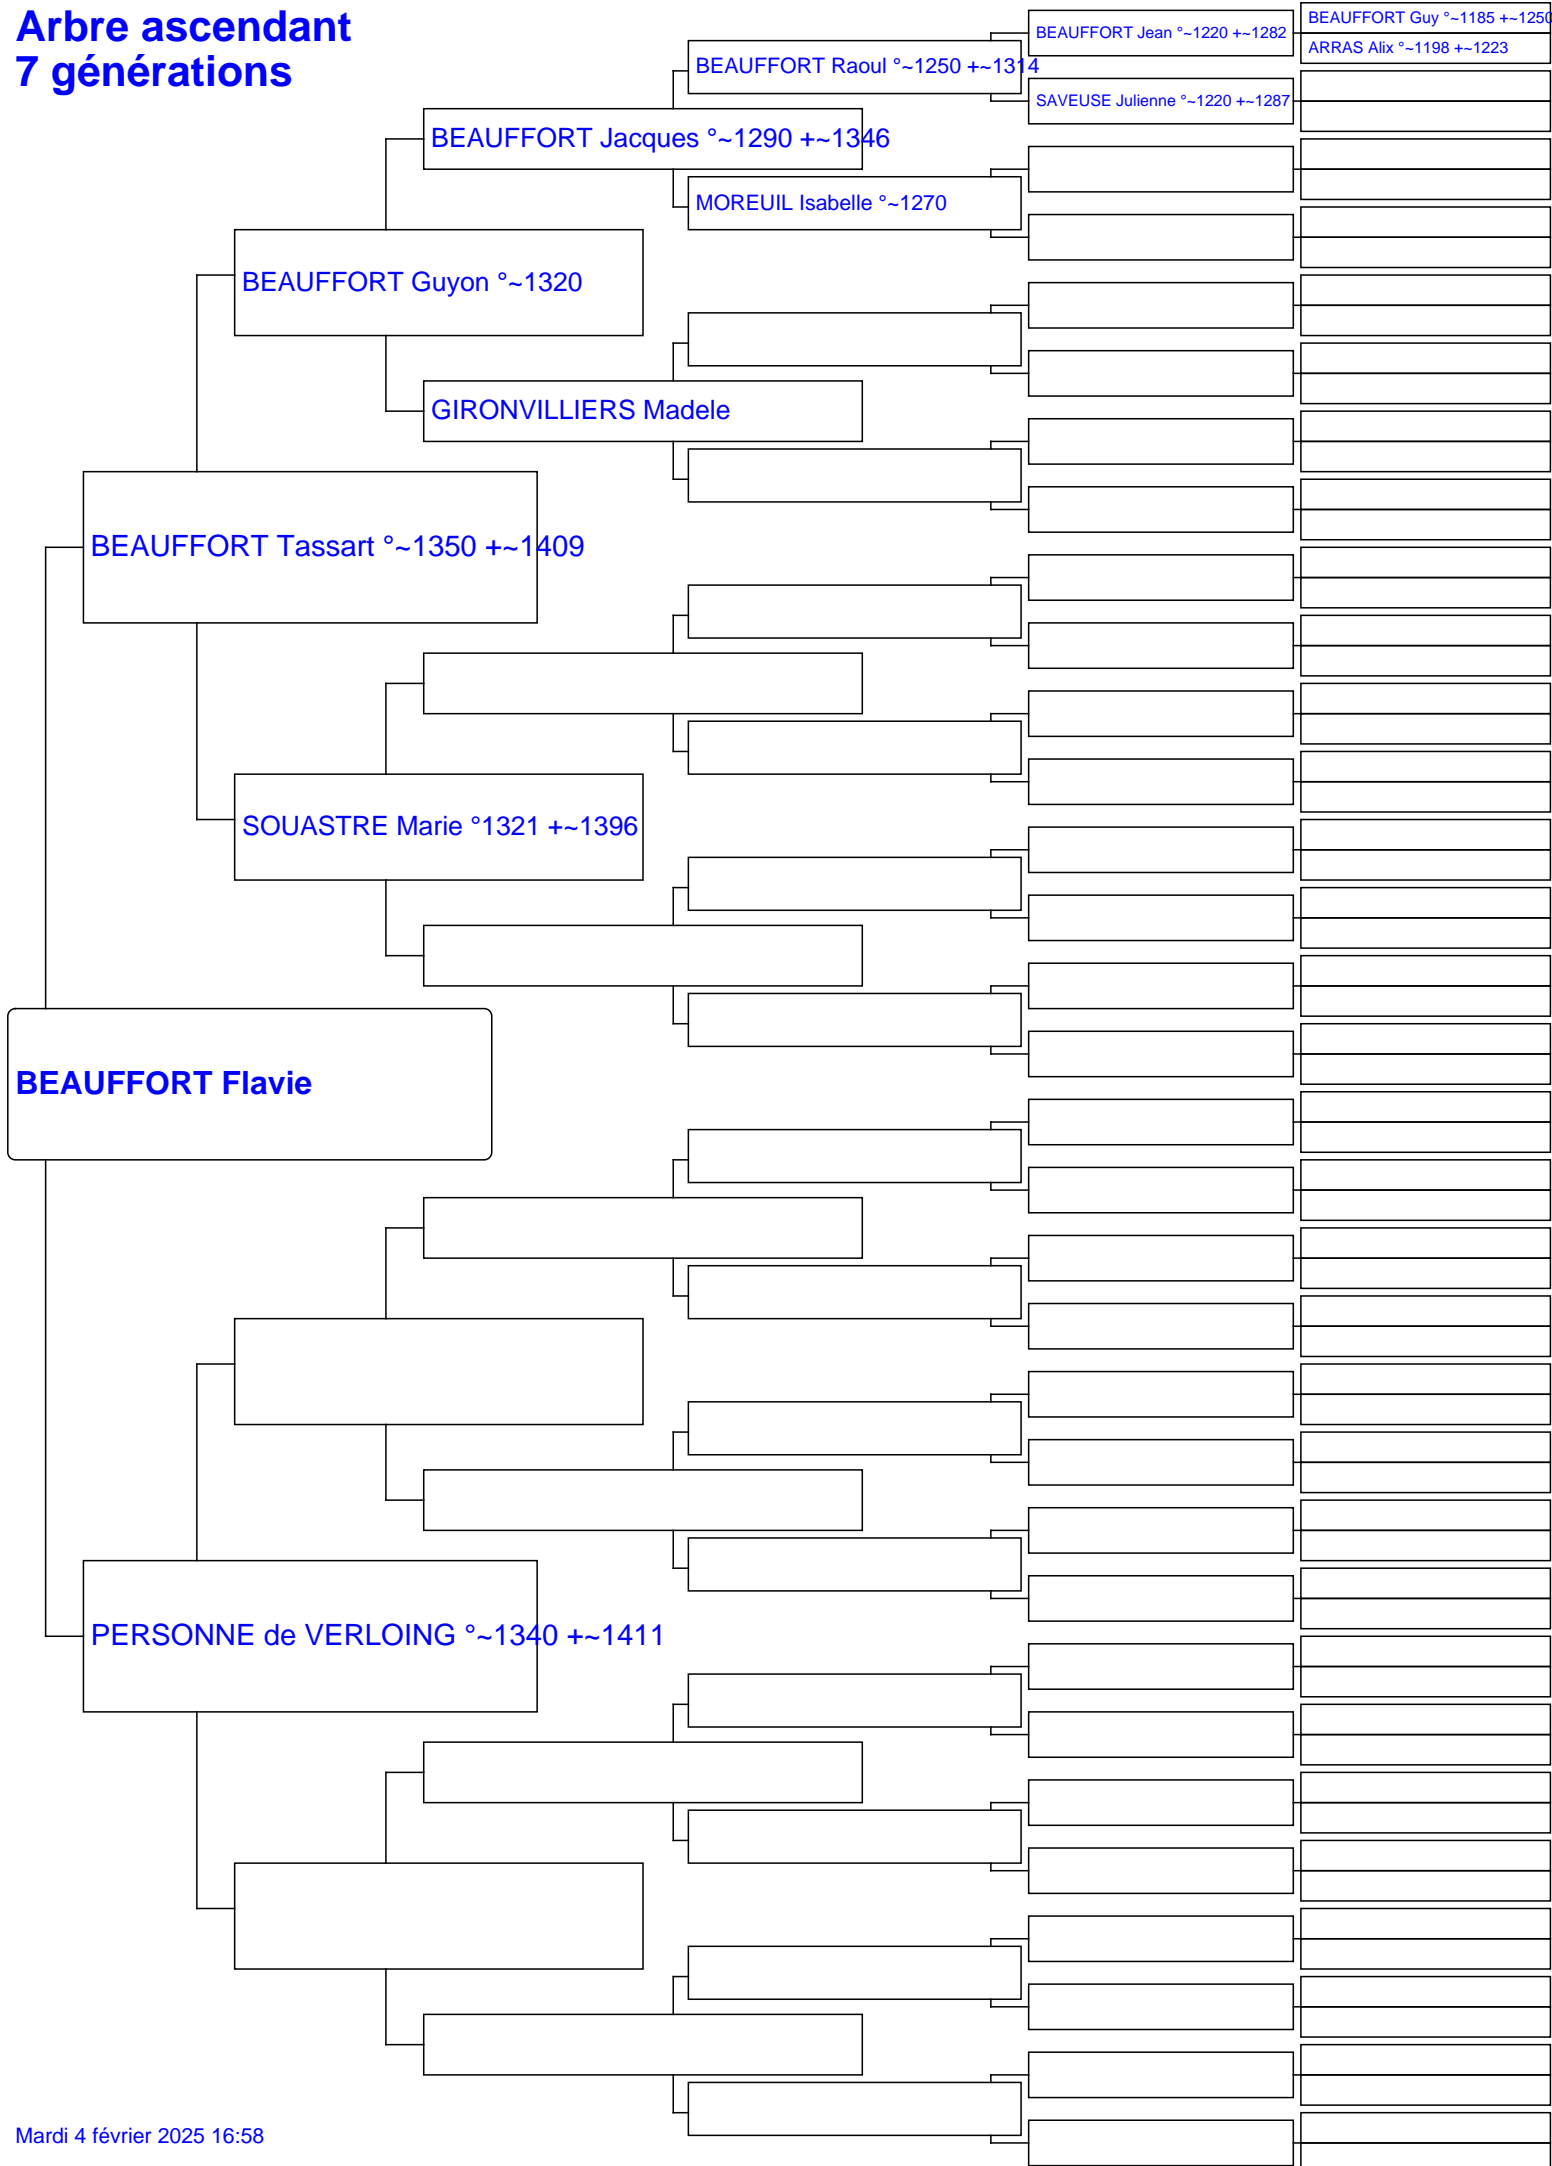 Arbre ascendant
7 générations
BEAUFFORT Guy °~1185 +~1250
BEAUFFORT Jean °~1220 +~1282
ARRAS Alix °~1198 +~1223
BEAUFFORT Raoul °~1250 +~1314
SAVEUSE Julienne °~1220 +~1287
BEAUFFORT Jacques °~1290 +~1346
MOREUIL Isabelle °~1270
BEAUFFORT Guyon °~1320
GIRONVILLIERS Madele
BEAUFFORT Tassart °~1350 +~1409
SOUASTRE Marie °1321 +~1396
BEAUFFORT Flavie
PERSONNE de VERLOING °~1340 +~1411
Mardi 4 février 2025 16:58